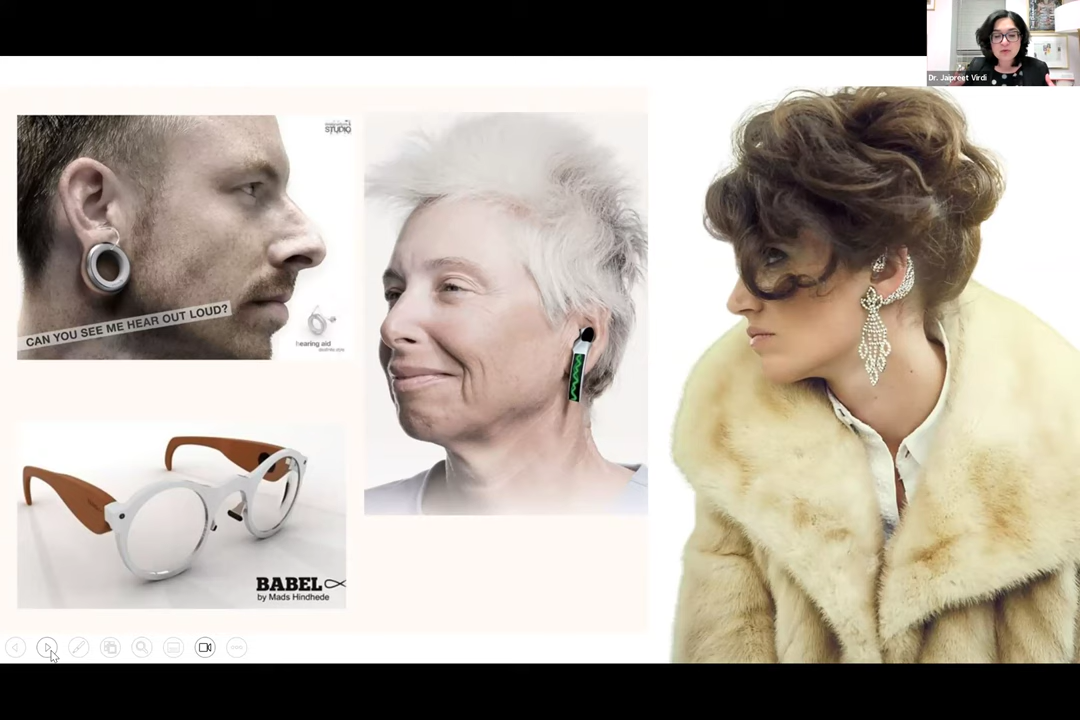 Dr. Jaipreet Virdi
STUDIO
CAN YOU SEE ME HEAR OUT LOUD?
hearing aid
BABEL
by Mads Hindhede